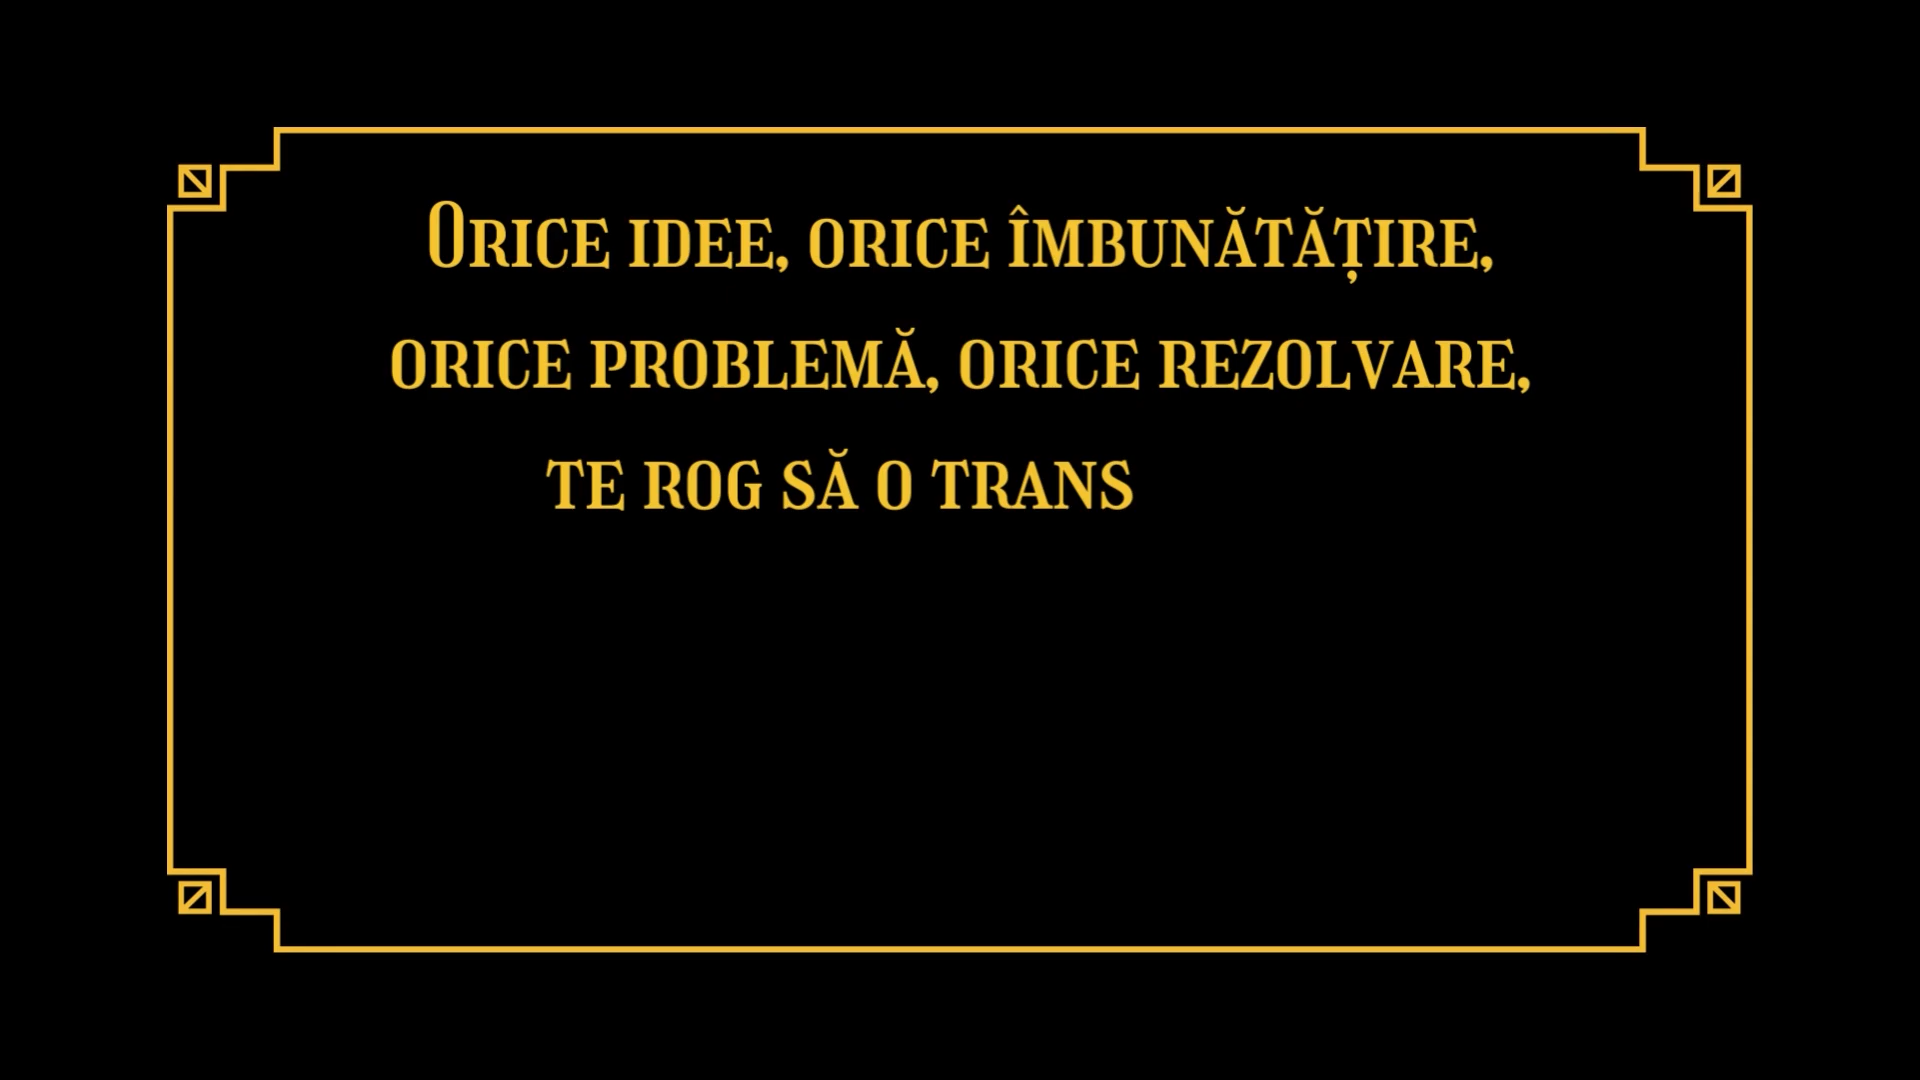 Orice idee, orice îmbunătățire,
orice problemă, orice rezolvare,
te rog să o trans